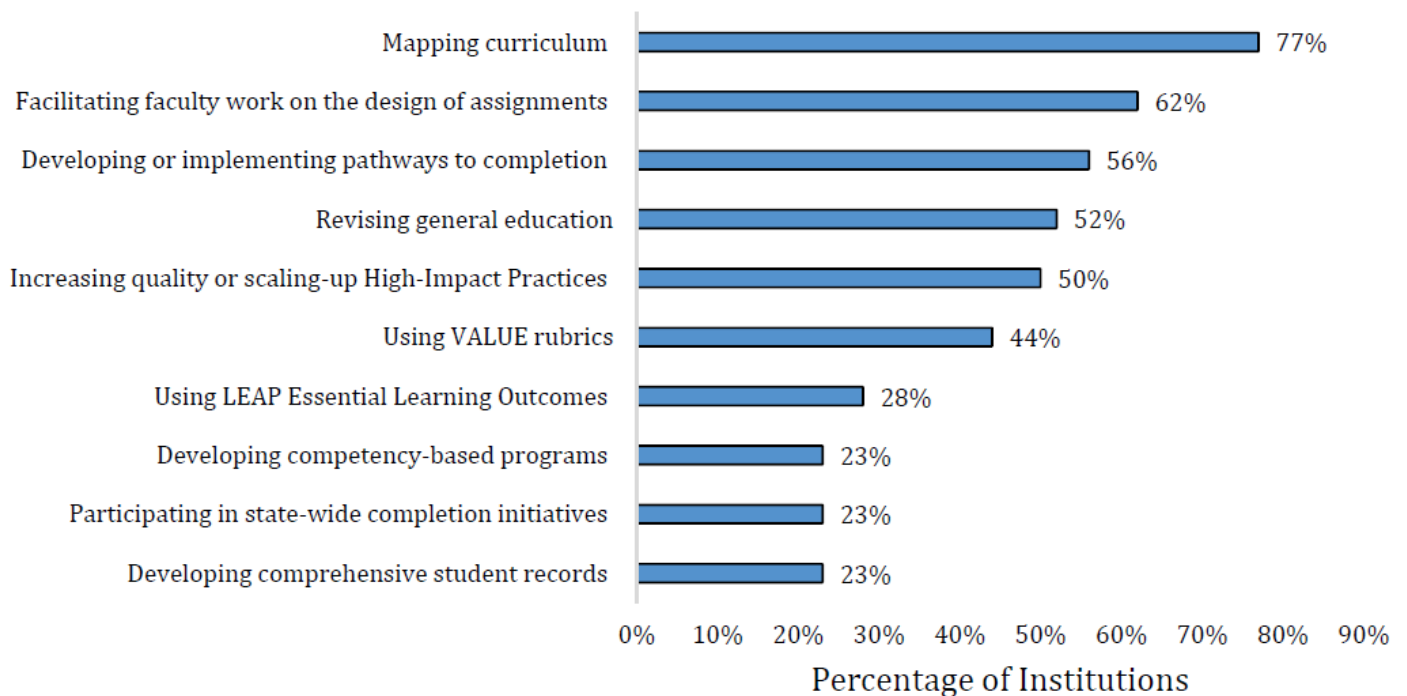 Mapping curriculum 77%
Facilitating faculty work on the design of assignments 62%
Developing or implementing pathways to completion 56%
Revising general education 52%
Increasing quality or scaling-up High-Impact Practices 50%
Using VALUE rubrics 44%
Using LEAP Essential Learning Outcomes 28%
Developing competency-based programs 23%
Participating in state-wide completion initiatives 23%
Developing comprehensive student records 23%
0% 10% 20% 30% 40% 50% 60% 70% 80% 90%
Percentage of Institutions